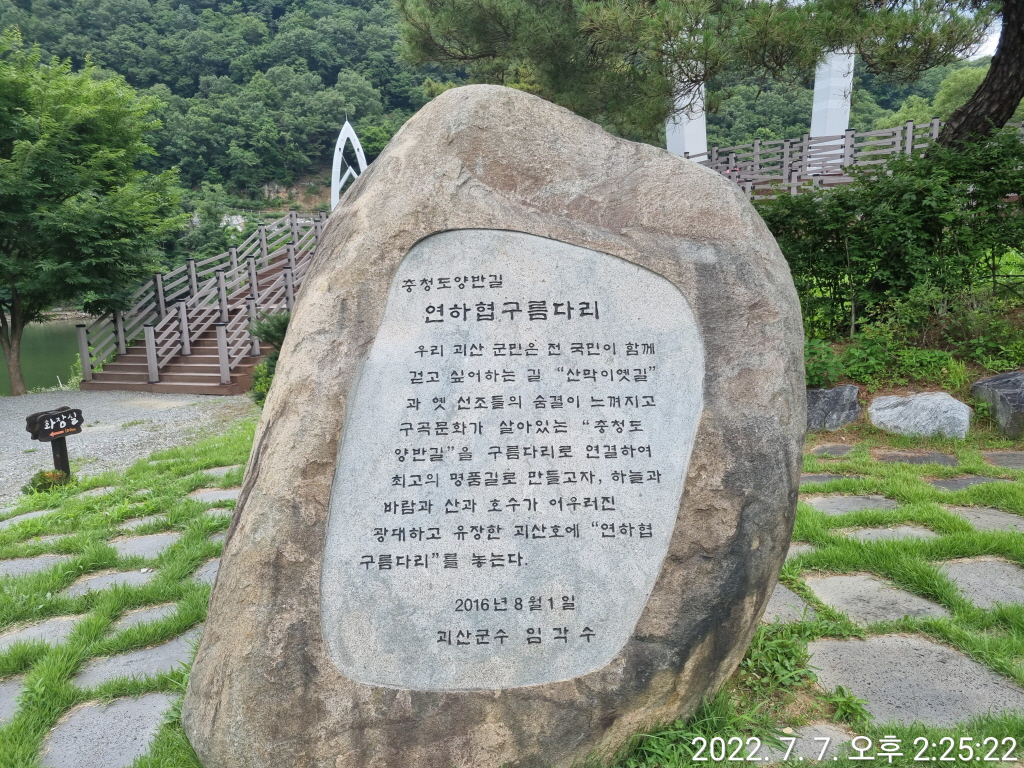 충청도양반길
연하협구름다리
우리 괴산 군민은 전 국민이 함께
걷고 싶어하는 길 “산막이옛길”
과 옛 선조들의 숨결이 느껴지고
구곡문화가 살아있는 “충청도
양반길”을 구름다리로 연결하여
최고의 명품길로 만들고자, 하늘과
바람과 산과 호수가 어우러진
광대하고 유장한 괴산호에 “연하협
구름다리”를 놓는다.
2016년 8월 1일
괴산군수 임 각 수
화장실
2022. 7. 7. 오후 2:25:22